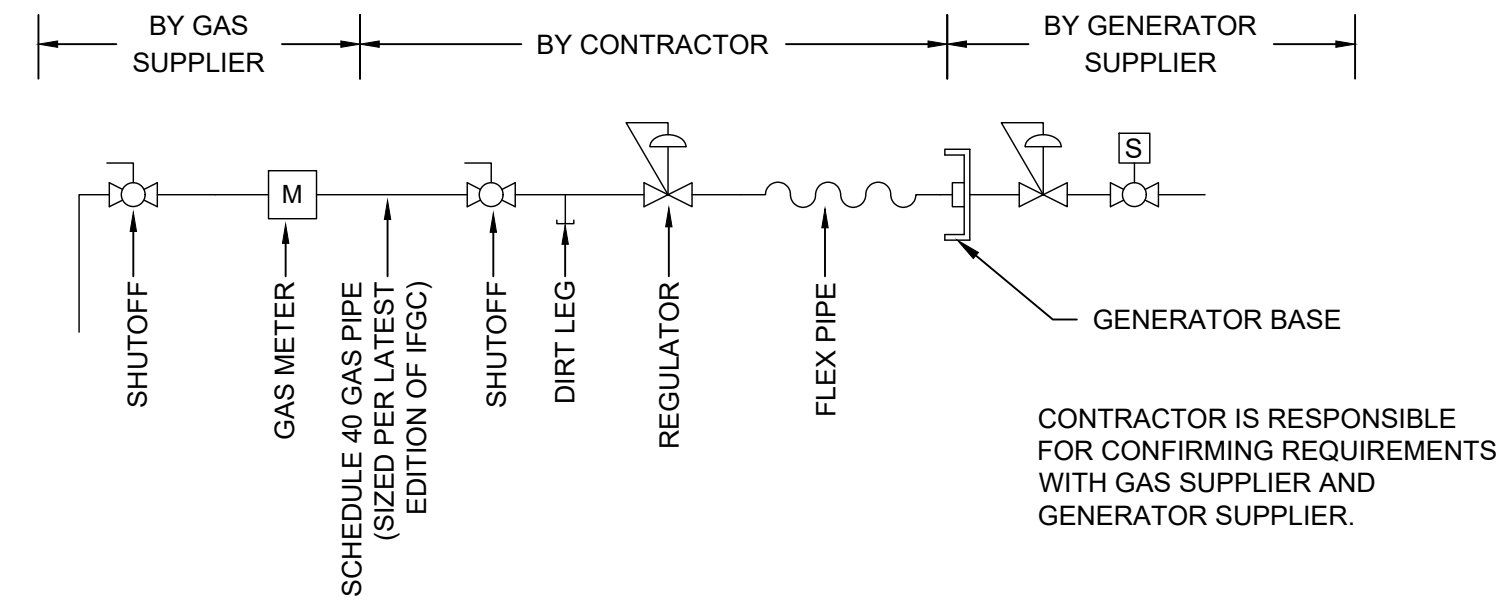 BY GAS
SUPPLIER
BY CONTRACTOR
BY GENERATOR
SUPPLIER
M
S
SHUTOFF
GAS METER
SCHEDULE 40 GAS PIPE
(SIZED PER LATEST
EDITION OF IFGC)
SHUTOFF
DIRT LEG
REGULATOR
FLEX PIPE
GENERATOR BASE
CONTRACTOR IS RESPONSIBLE
FOR CONFIRMING REQUIREMENTS
WITH GAS SUPPLIER AND
GENERATOR SUPPLIER.